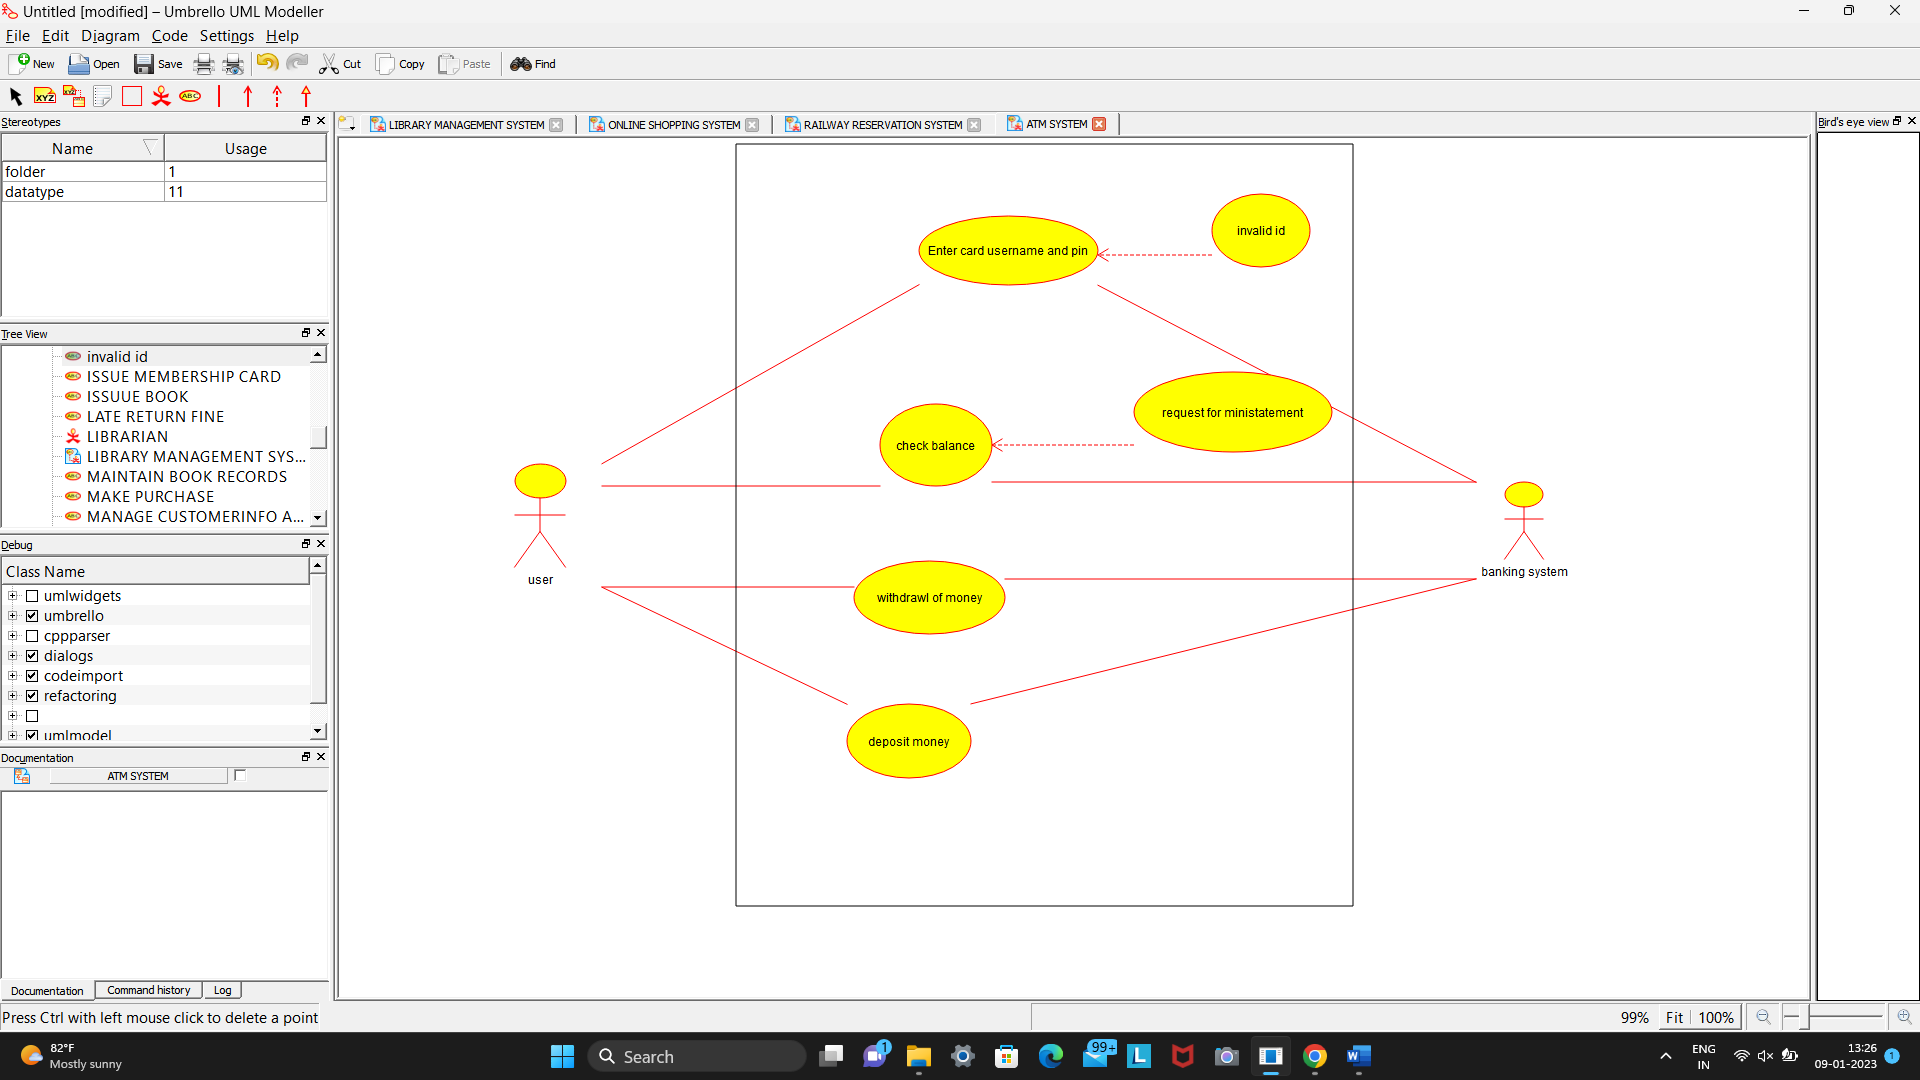 Untitled [modified] – Umbrello UML Modeller
File Edit Diagram Code Settings Help
New Open Save Cut Copy Paste Find
XYZ XYZ ABC
Stereotypes
Name Usage
folder 1
datatype 11
Tree View
invalid id
ISSUE MEMBERSHIP CARD
ISSUUE BOOK
LATE RETURN FINE
LIBRARIAN
LIBRARY MANAGEMENT SYS...
MAINTAIN BOOK RECORDS
MAKE PURCHASE
MANAGE CUSTOMERINFO A...
Debug
Class Name
umlwidgets
umbrello
cppparser
dialogs
codeimport
refactoring
umlmodel
Documentation
ATM SYSTEM
Documentation Command history Log
Press Ctrl with left mouse click to delete a point
LIBRARY MANAGEMENT SYSTEM ONLINE SHOPPING SYSTEM RAILWAY RESERVATION SYSTEM ATM SYSTEM
invalid id
Enter card username and pin
request for ministatement
check balance
user
banking system
withdrawl of money
deposit money
Bird's eye view
99% Fit 100%
82°F
Mostly sunny
Search
1
99+
L
W
ENG
IN
13:26
09-01-2023
1